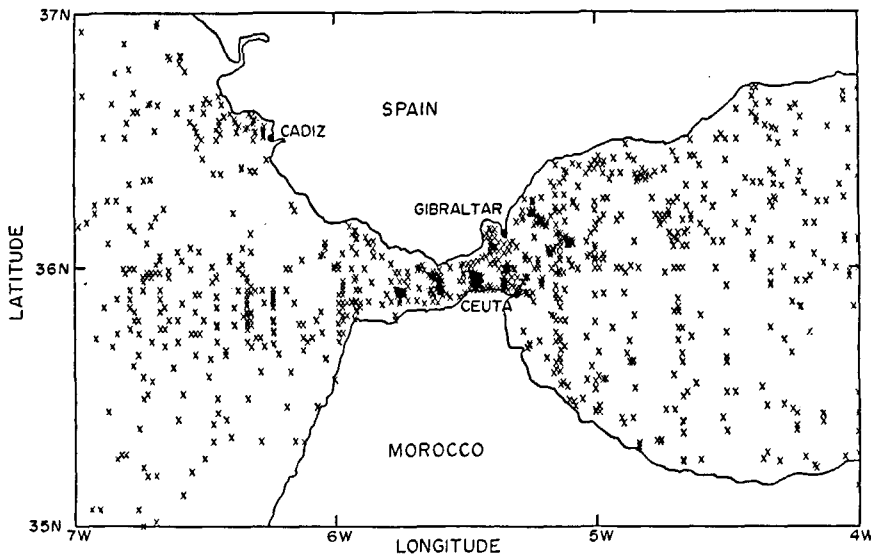 37N
SPAIN
CADIZ
GIBRALTAR
LATITUDE
36N
CEUTA
MOROCCO
35N
7W
6W
5W
4W
LONGITUDE